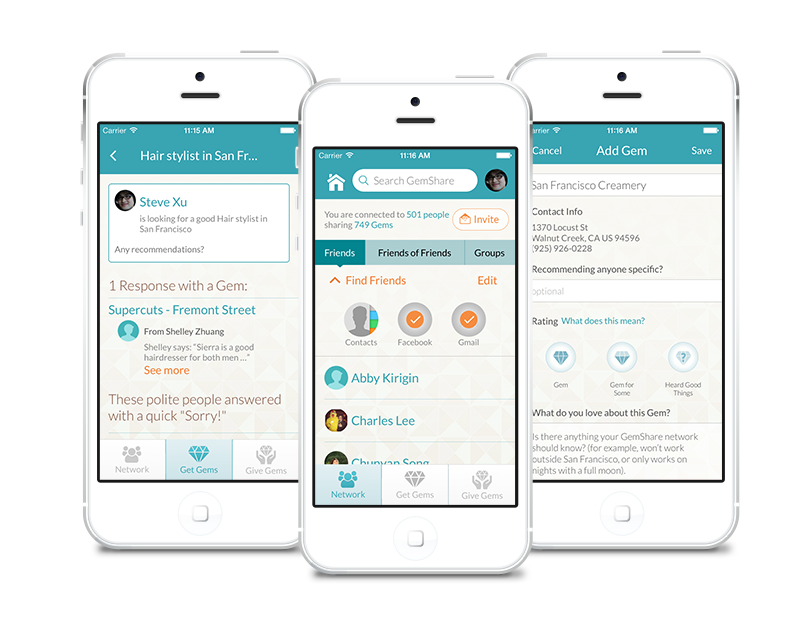 Carrier
11:15 AM
Hair stylist in San Fr...
Steve Xu
is looking for a good Hair stylist in
San Francisco
Any recommendations?
1 Response with a Gem:
Supercuts - Fremont Street
From Shelley Zhuang
Shelley says: “Sierra is a good
hairdresser for both men ...”
See more
These polite people answered
with a quick "Sorry!"
Network
Get Gems
Give Gems
Carrier
11:16 AM
Search GemShare
You are connected to 501 people
sharing 749 Gems
Invite
Friends
Friends of Friends
Groups
Find Friends
Edit
Contacts
Facebook
Gmail
Abby Kirigin
Charles Lee
Chunyan Song
Network
Get Gems
Give Gems
arrier
11:16 AM
Cancel
Add Gem
Save
San Francisco Creamery
Contact Info
1370 Locust St
Walnut Creek, CA US 94596
(925) 926-0228
Recommending anyone specific?
optional
Rating
What does this mean?
Gem
Gem for
Some
Heard Good
Things
What do you love about this Gem?
Is there anything your GemShare network
should know? (for example, won't work
outside San Francisco, or only works on
nights with a full moon).